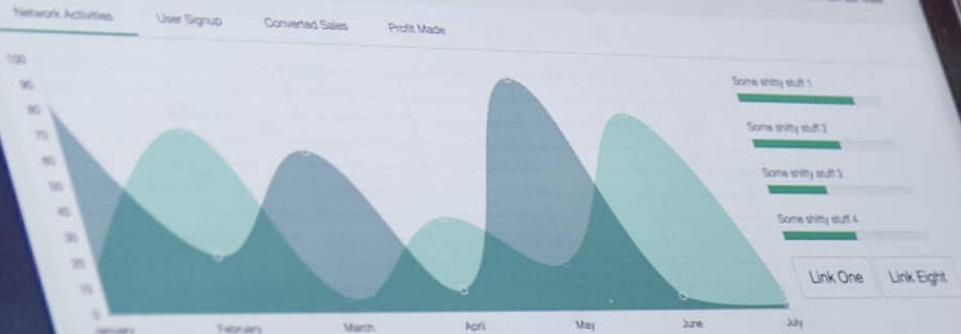 Network Activities
User Signup
Converted Sales
Profit Made
100
90
80
70
60
50
40
30
20
10
0
January
February
March
April
May
June
July
Some shitty stuff 1
Some shitty stuff 2
Some shitty stuff 3
Some shitty stuff 4
Link One
Link Eight